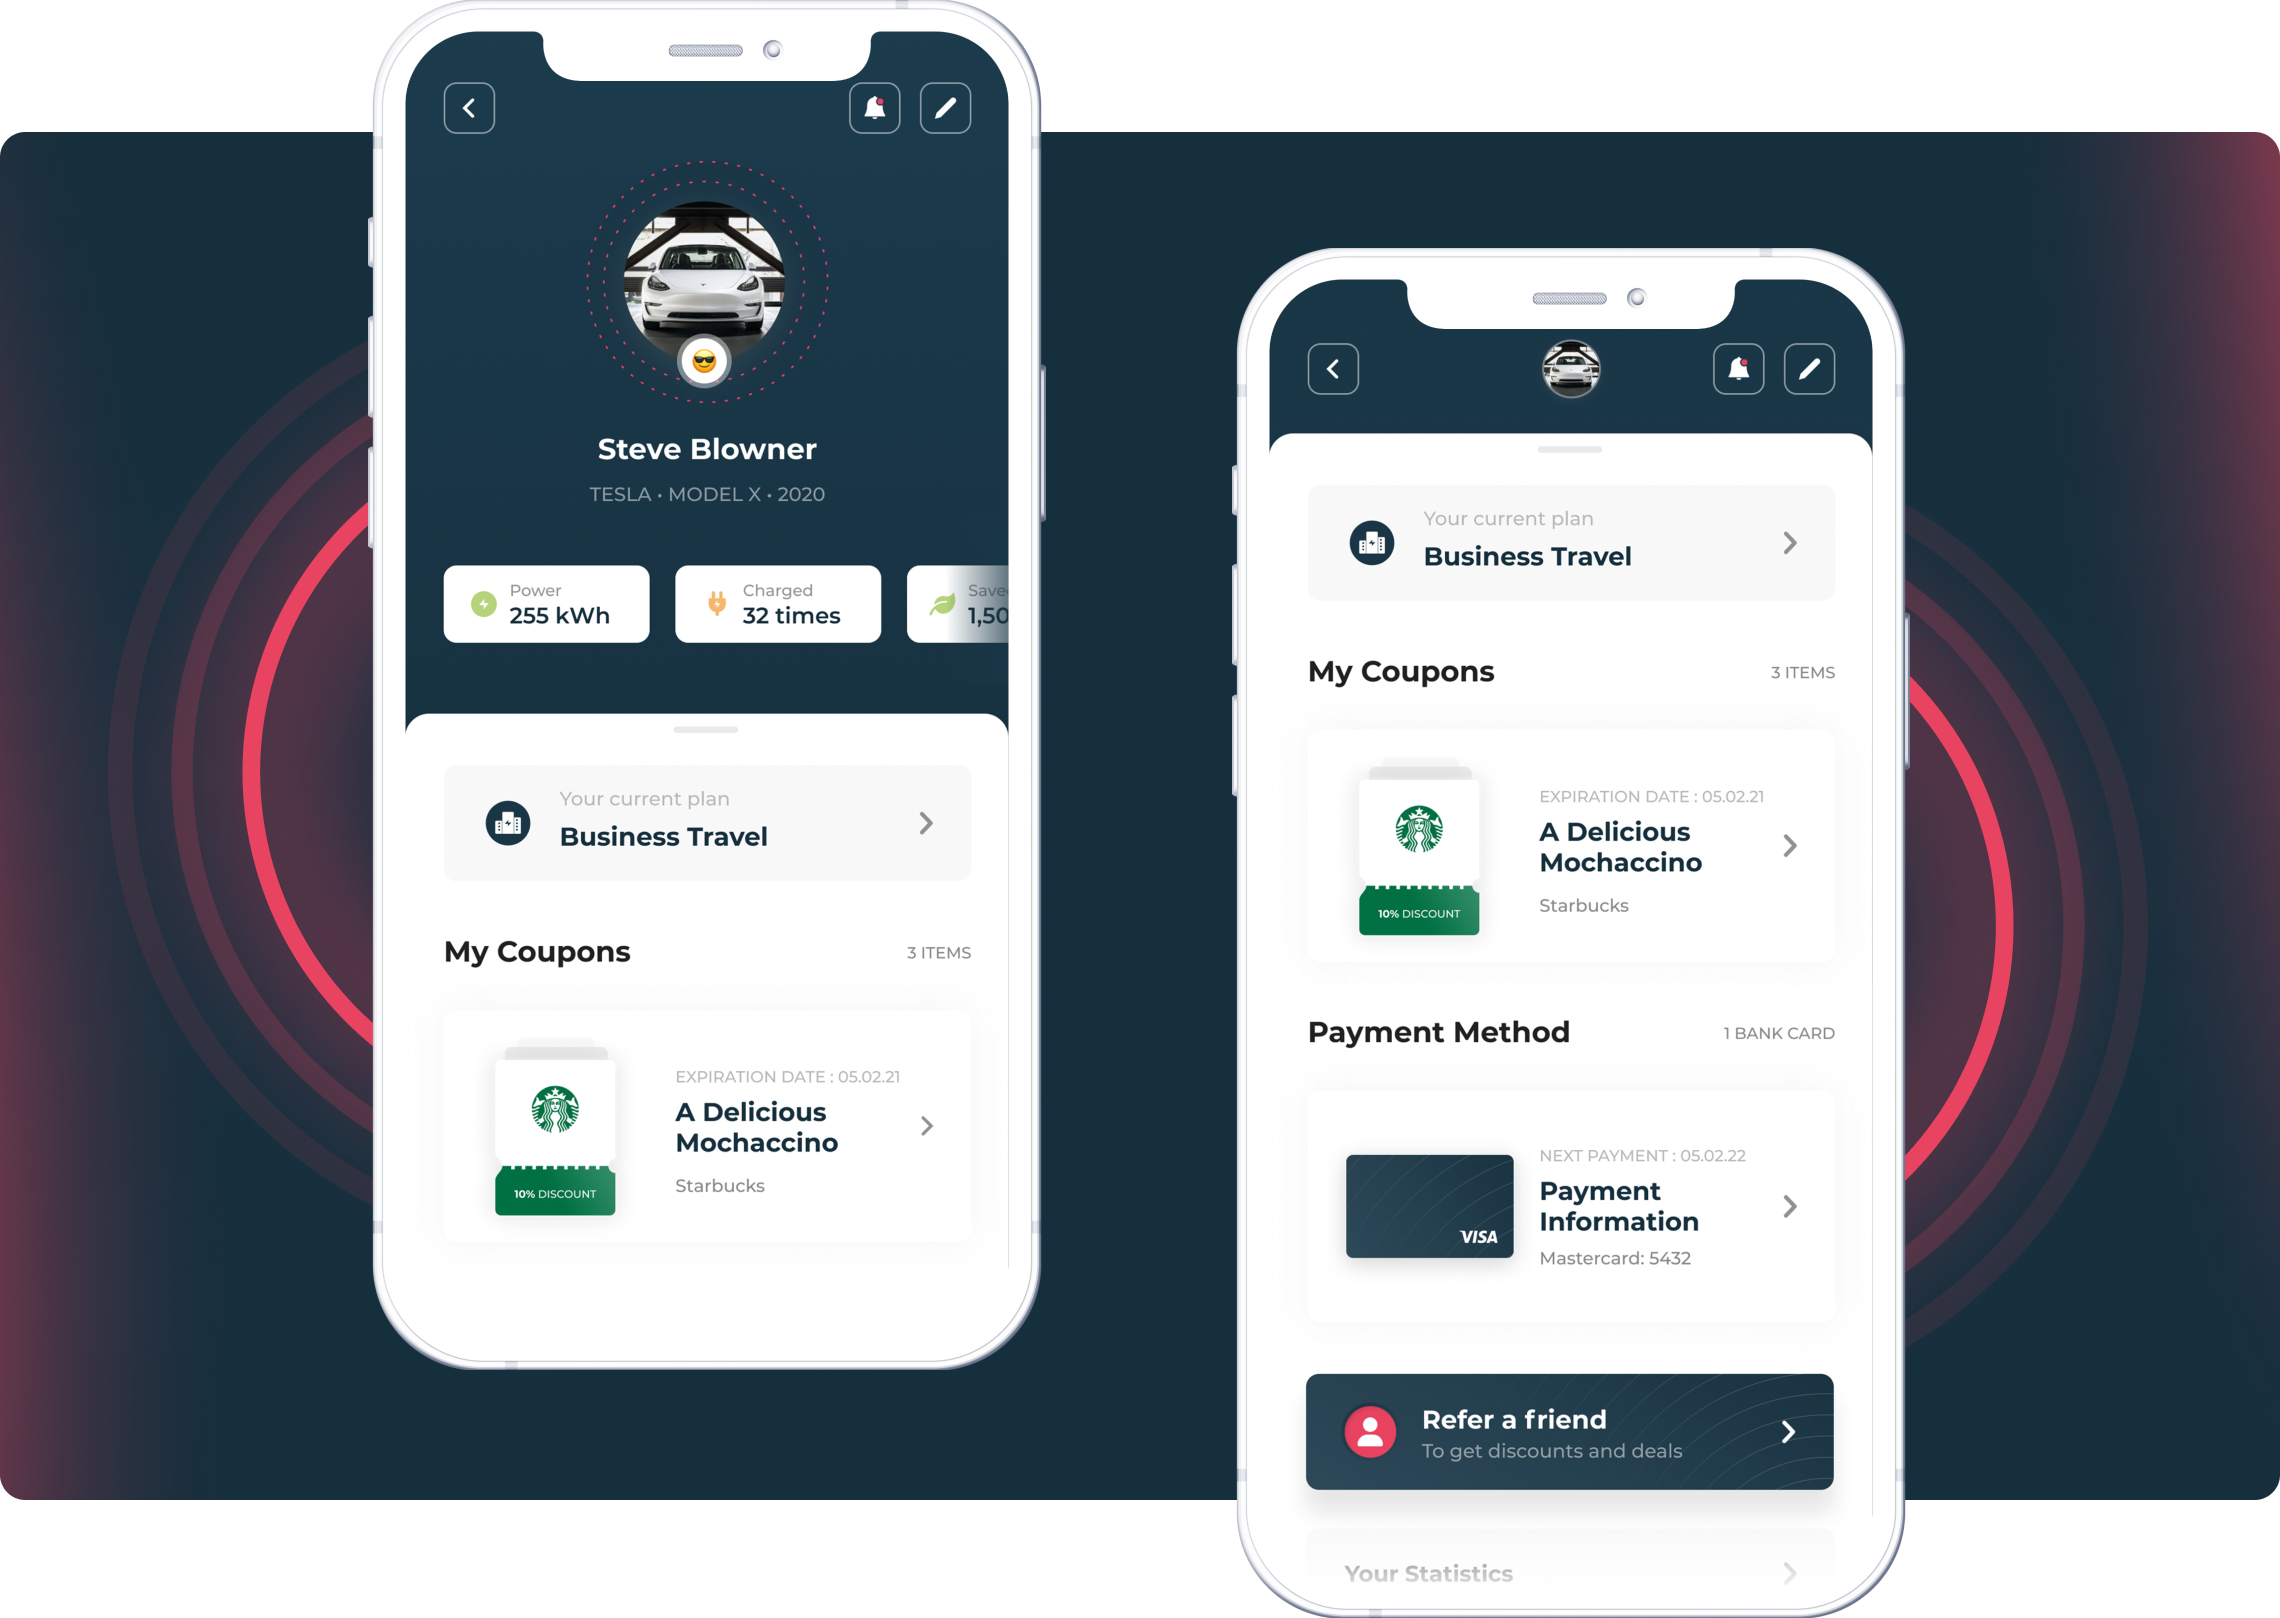 Steve Blowner
TESLA • MODEL X • 2020
Power
255 kWh
Charged
32 times
1,50
Your current plan
Business Travel
My Coupons
3 ITEMS
10% DISCOUNT
EXPIRATION DATE : 05.02.21
A Delicious
Mochaccino
Starbucks
Your current plan
Business Travel
My Coupons
3 ITEMS
10% DISCOUNT
EXPIRATION DATE : 05.02.21
A Delicious
Mochaccino
Starbucks
Payment Method
1 BANK CARD
VISA
NEXT PAYMENT : 05.02.22
Payment
Information
Mastercard: 5432
Refer a friend
To get discounts and deals
Your Statistics